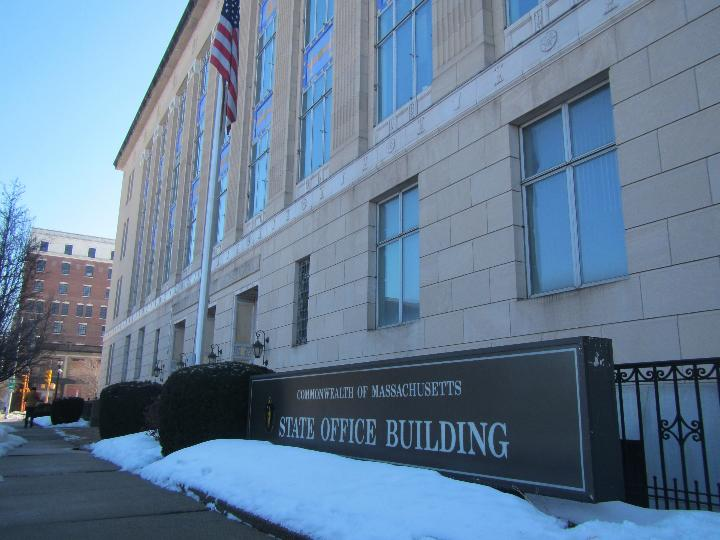 COMMONWEALTH OF MASSACHUSETTS
STATE OFFICE BUILDING